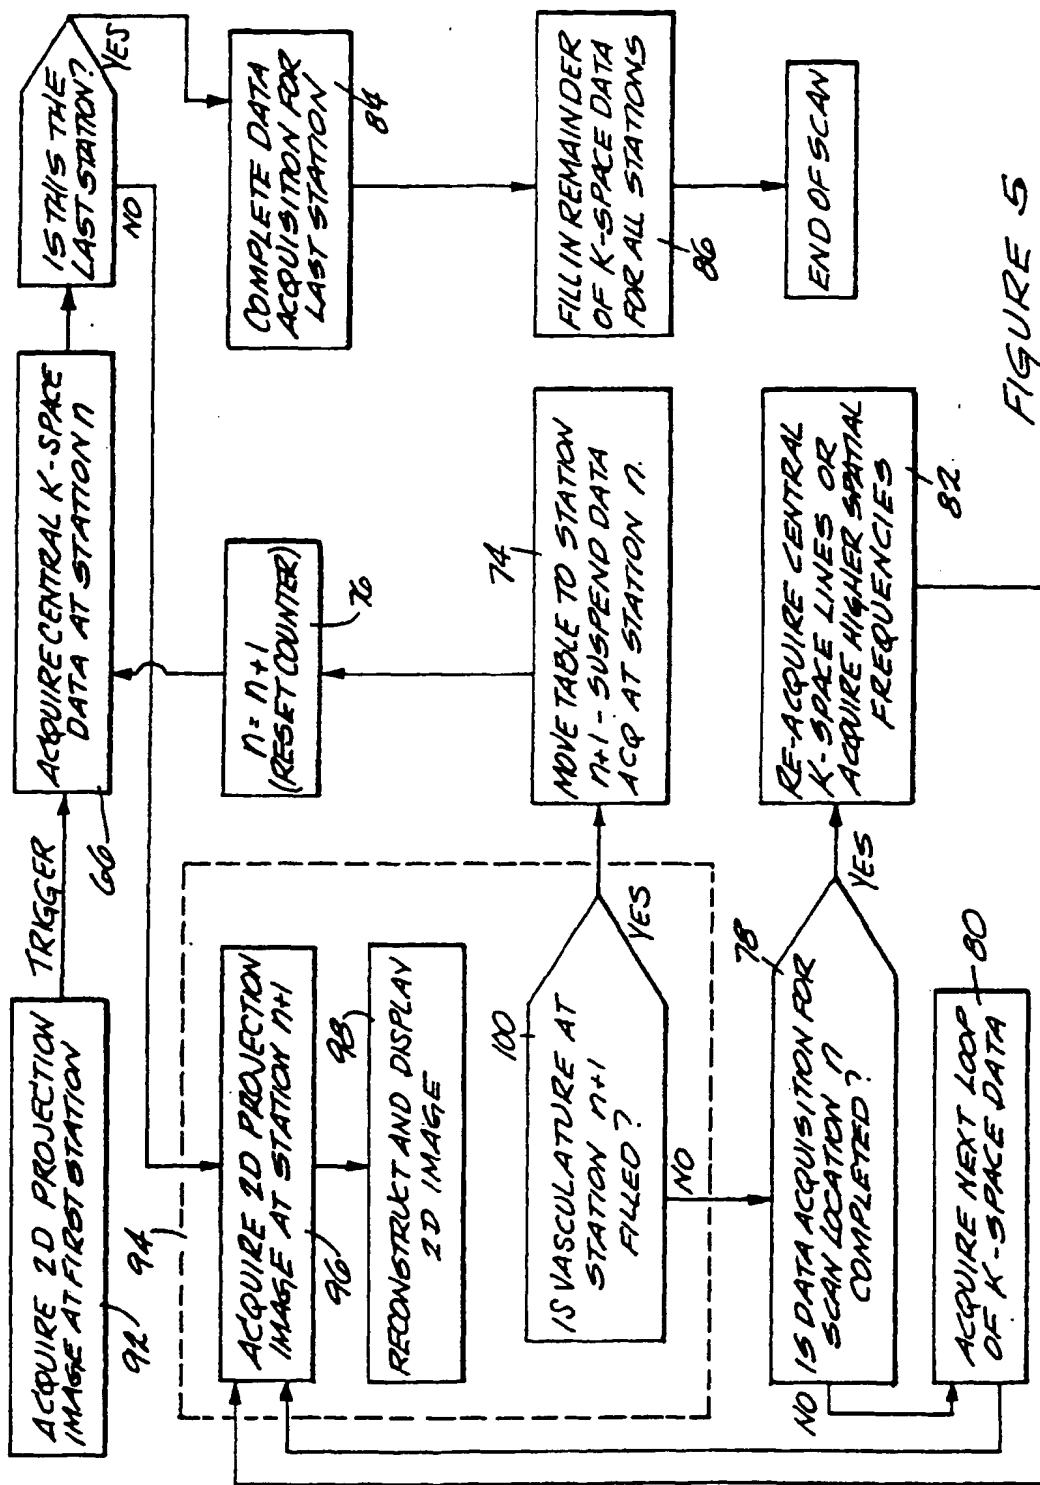 ACQUIRE 2D PROJECTION
IMAGE AT FIRST STATION
92
TRIGGER
ACQUIRE CENTRAL K-SPACE
DATA AT STATION n
66
IS THIS THE
LAST STATION?
YES
NO
94
ACQUIRE 2D PROJECTION
IMAGE AT STATION n+1
96
98
RECONSTRUCT AND DISPLAY
2D IMAGE
100
IS VASCULATURE AT
STATION n+1
FILLED?
YES
NO
n = n+1
(RESET COUNTER)
76
74
MOVE TABLE TO STATION
n+1 - SUSPEND DATA
ACQ AT STATION n.
COMPLETE DATA
ACQUISITION FOR
LAST STATION
84
FILL IN REMAINDER
OF K-SPACE DATA
FOR ALL STATIONS
86
END OF SCAN
78
IS DATA ACQUISITION FOR
SCAN LOCATION n
COMPLETED?
YES
NO
RE-ACQUIRE CENTRAL
K-SPACE LINES OR
ACQUIRE HIGHER SPATIAL
FREQUENCIES
82
ACQUIRE NEXT LOOP
OF K-SPACE DATA
80
FIGURE 5